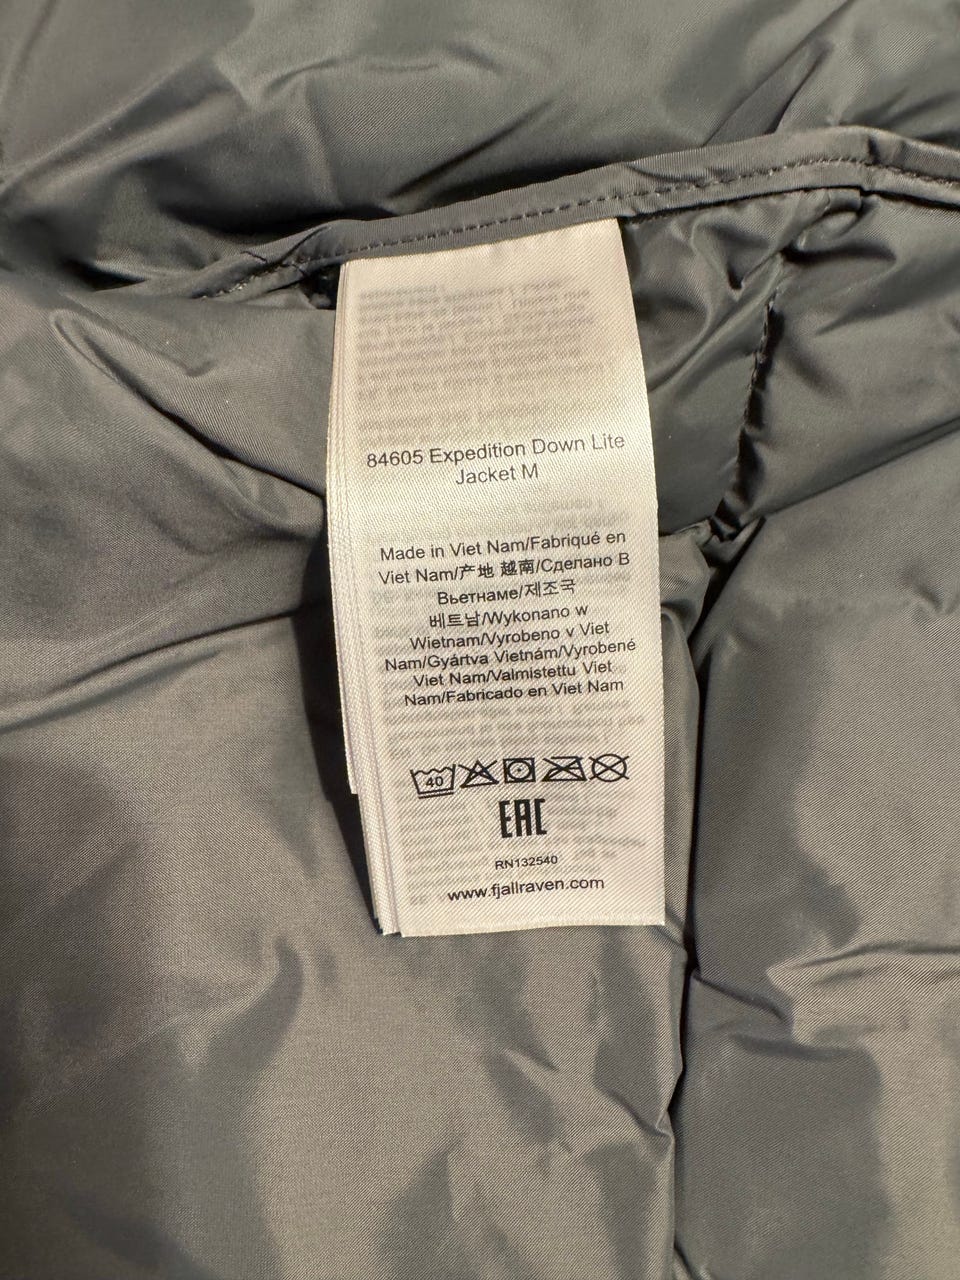 84605 Expedition Down Lite
Jacket M
Made in Viet Nam/Fabriqué en
Viet Nam/产地 越南/Сделано В
Вьетнаме/제조국
베트남/Wykonano w
Wietnam/Vyrobeno v Viet
Nam/Gyártva Vietnám/Vyrobené
Viet Nam/Valmistettu Viet
Nam/Fabricado en Viet Nam
40
EAC
RN132540
www.fjallraven.com